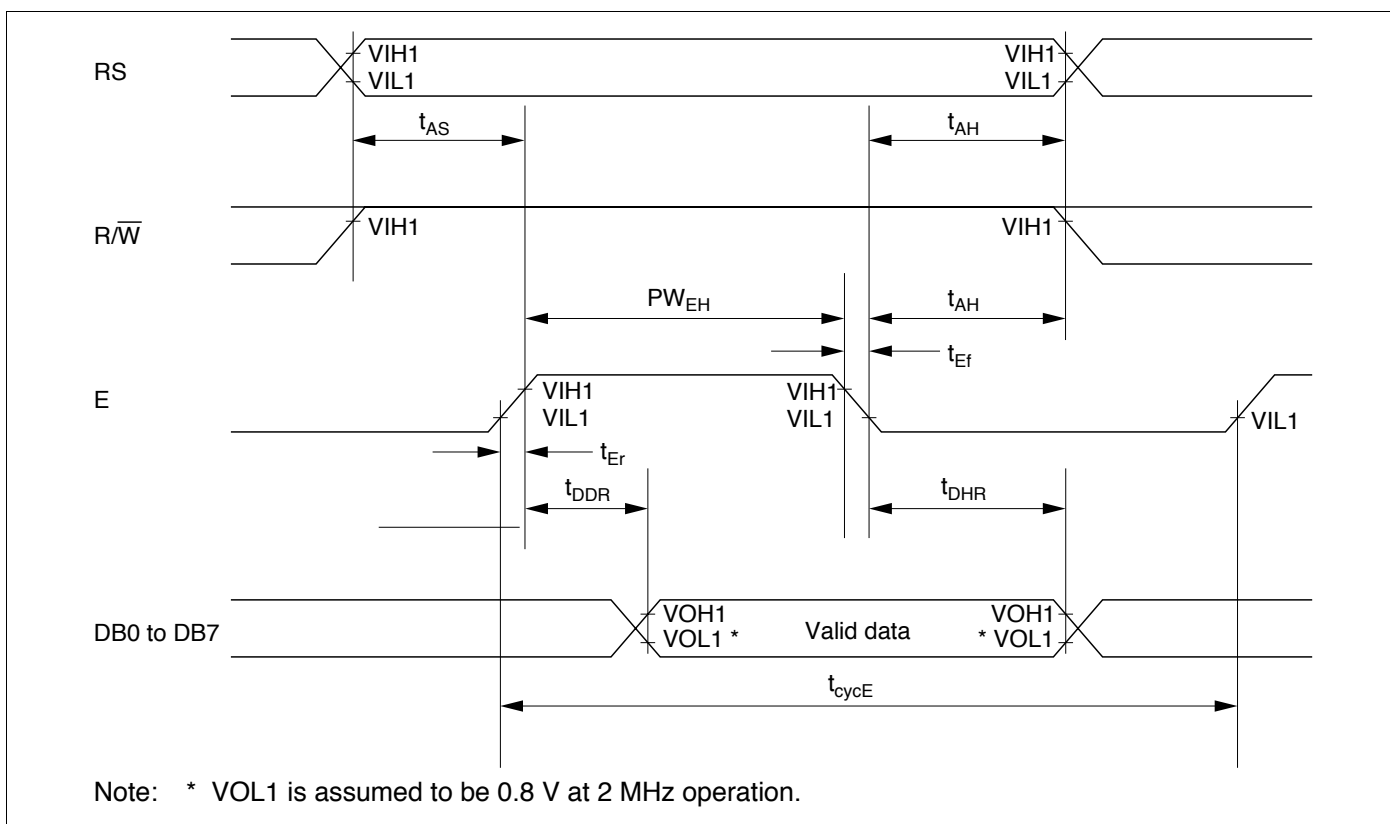 RS
VIH1
VIL1
VIH1
VIL1
tAS
tAH
R/W̅
VIH1
VIH1
PWEH
tAH
tEf
E
VIH1
VIL1
VIH1
VIL1
VIL1
tEr
tDDR
tDHR
DB0 to DB7
VOH1
VOL1 *
Valid data
VOH1
* VOL1
tcycE
Note: * VOL1 is assumed to be 0.8 V at 2 MHz operation.